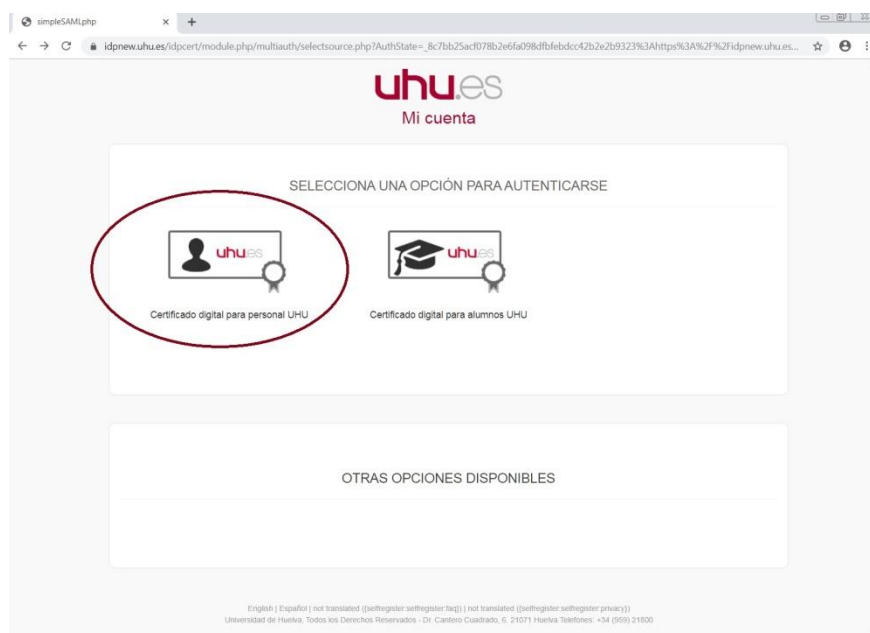 simpleSAMLphp
idpnew.uhu.es/idpcert/module.php/multiauth/selectsource.php?AuthState=_8c7bb25acf078b2e6fa098dfbfebdcc42b2e2b9323%3Ahttps%3A%2F%2Fidpnew.uhu.es...
uhu.es
Mi cuenta
SELECCIONA UNA OPCIÓN PARA AUTENTICARSE
uhu.es uhu.es
Certificado digital para personal UHU Certificado digital para alumnos UHU
OTRAS OPCIONES DISPONIBLES
English | Español | not translated ({selfregister:selfregister:faq}) | not translated ({selfregister:selfregister:privacy})
Universidad de Huelva, Todos los Derechos Reservados - Dr. Cantero Cuadrado, 6. 21071 Huelva Telefones: +34 (959) 21800